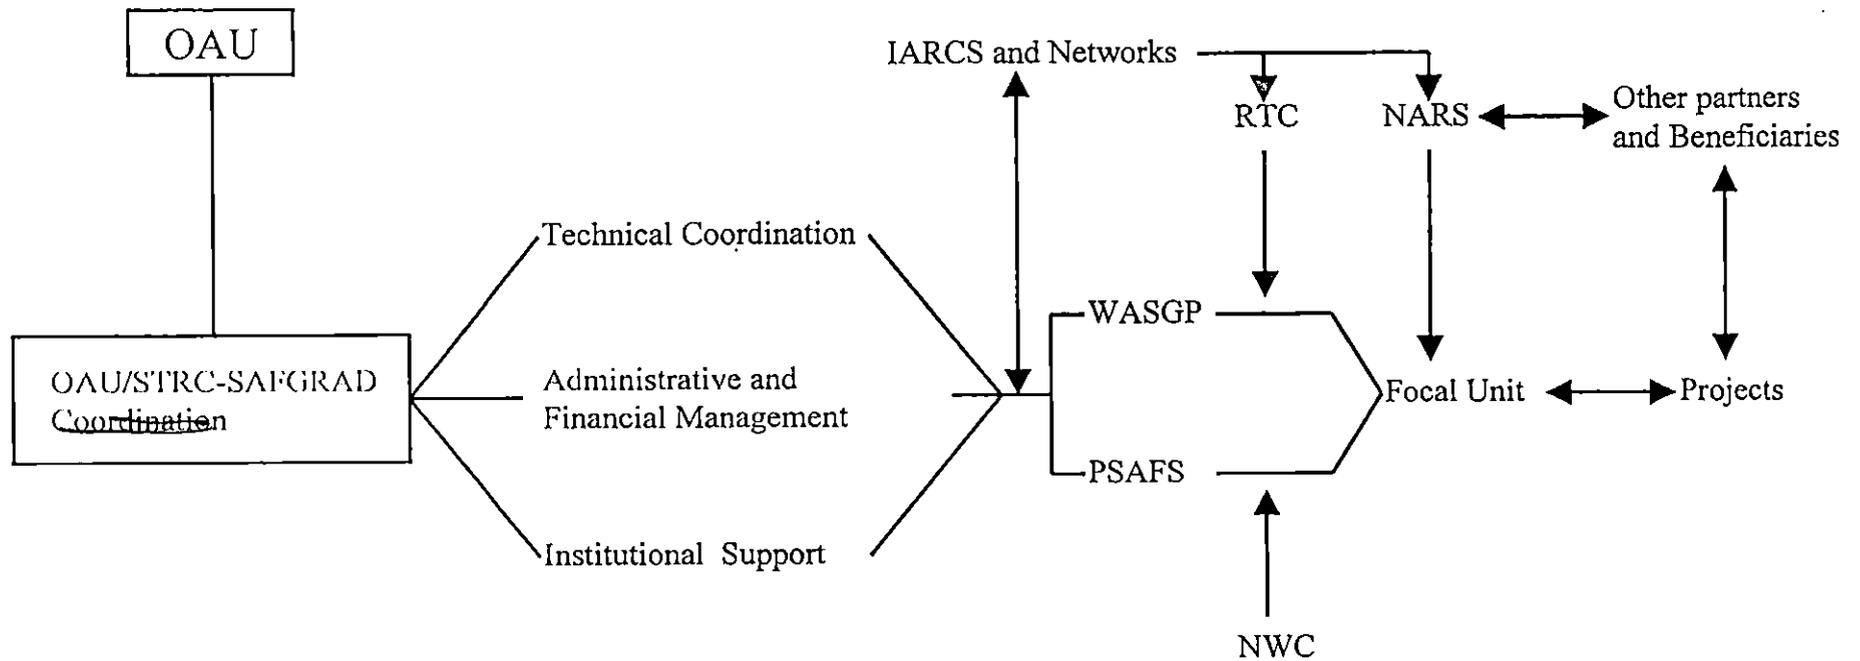 OAU
IARCS and Networks
RTC
NARS
Other partners
and Beneficiaries
Technical Coordination
WASGP
OAU/STRC-SAFGRAD
Coordination
Administrative and
Financial Management
Focal Unit
Projects
PSAFS
Institutional Support
NWC